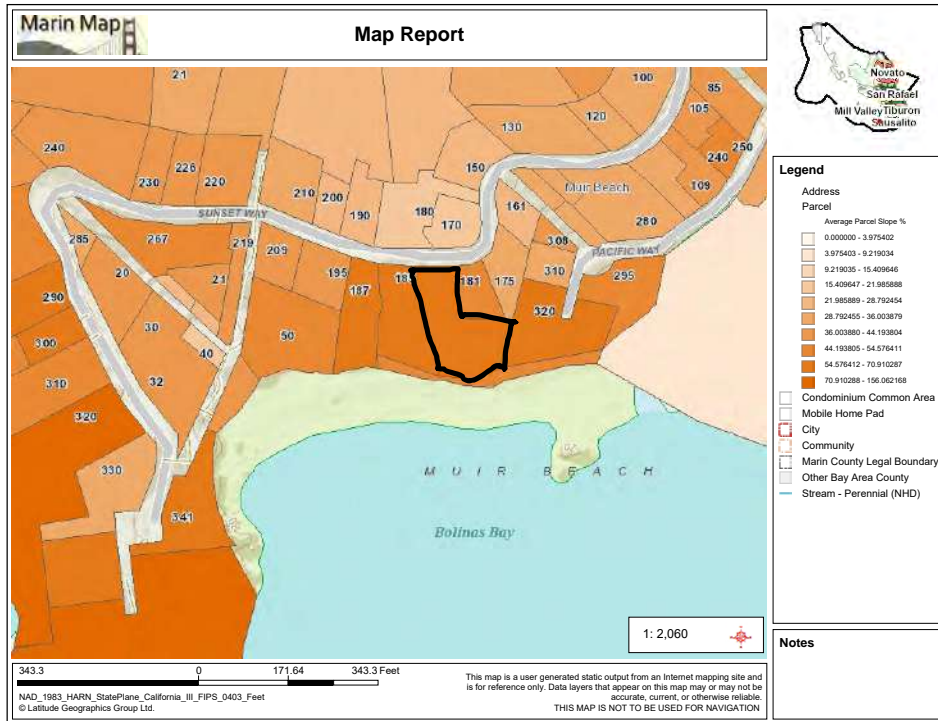 Marin Map
Map Report
Novato
San Rafael
Mill Valley Tiburon
Sausalito
21
100
85
105
120
130
240
226
230
220
150
250
240
210
200
190
180
170
161
Muir Beach
109
SUNSET WAY
280
285
267
219
209
308
PACIFIC WAY
20
21
195
187
181
175
310
295
290
30
50
320
300
40
310
32
320
330
341
MUIR BEACH
Bolinas Bay
1: 2,060
Legend
Address
Parcel
Average Parcel Slope %
0.000000 - 3.975402
3.975403 - 9.219034
9.219035 - 15.409646
15.409647 - 21.985888
21.985889 - 28.792454
28.792455 - 36.003879
36.003880 - 44.193804
44.193805 - 54.576411
54.576412 - 70.910287
70.910288 - 156.062168
Condominium Common Area
Mobile Home Pad
City
Community
Marin County Legal Boundary
Other Bay Area County
Stream - Perennial (NHD)
Notes
343.3 0 171.64 343.3 Feet
NAD_1983_HARN_StatePlane_California_III_FIPS_0403_Feet
© Latitude Geographics Group Ltd.
This map is a user generated static output from an Internet mapping site and
is for reference only. Data layers that appear on this map may or may not be
accurate, current, or otherwise reliable.
THIS MAP IS NOT TO BE USED FOR NAVIGATION